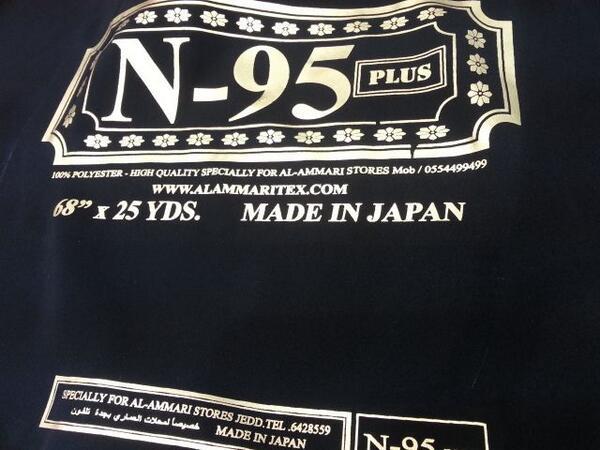 N-95 PLUS
100% POLYESTER - HIGH QUALITY SPECIALLY FOR AL-AMMARI STORES Mob / 0554499499
WWW.ALAMMARITEX.COM
68” x 25 YDS. MADE IN JAPAN
SPECIALLY FOR AL-AMMARI STORES JEDD.TEL .6428559
خصيصاً لمحلات العماري بجدة تلفون
MADE IN JAPAN
N-95